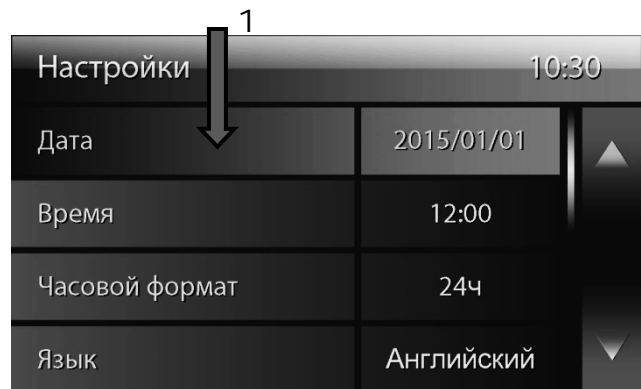 1
Настройки 10:30
Дата 2015/01/01
Время 12:00
Часовой формат 24ч
Язык Английский